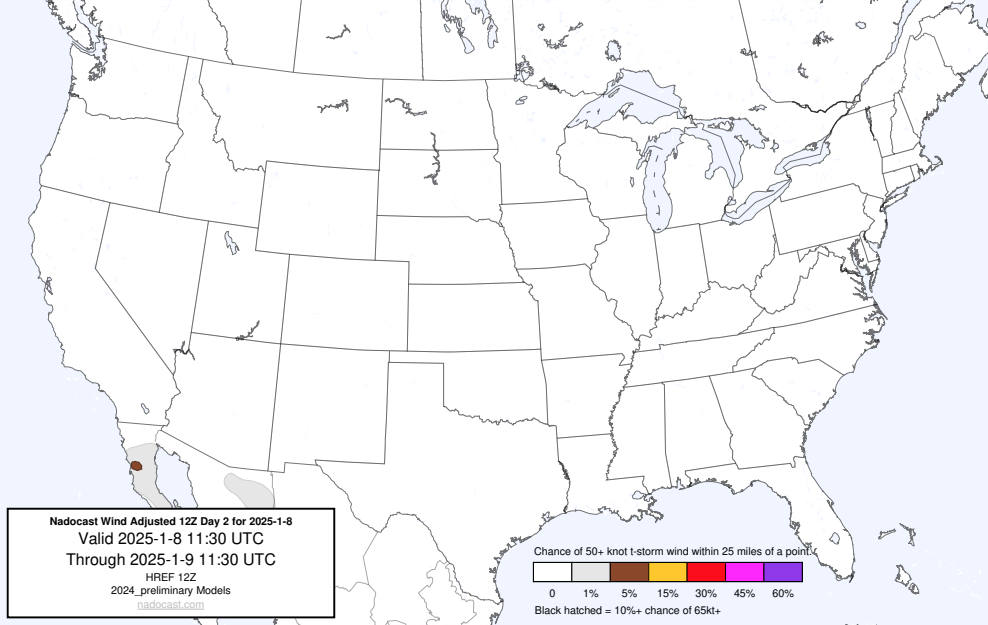 Nadocast Wind Adjusted 12Z Day 2 for 2025-1-8
Valid 2025-1-8 11:30 UTC
Through 2025-1-9 11:30 UTC
HREF 12Z
2024_preliminary Models
nadocast.com
Chance of 50+ knot t-storm wind within 25 miles of a point.
0 1% 5% 15% 30% 45% 60%
Black hatched = 10%+ chance of 65kt+